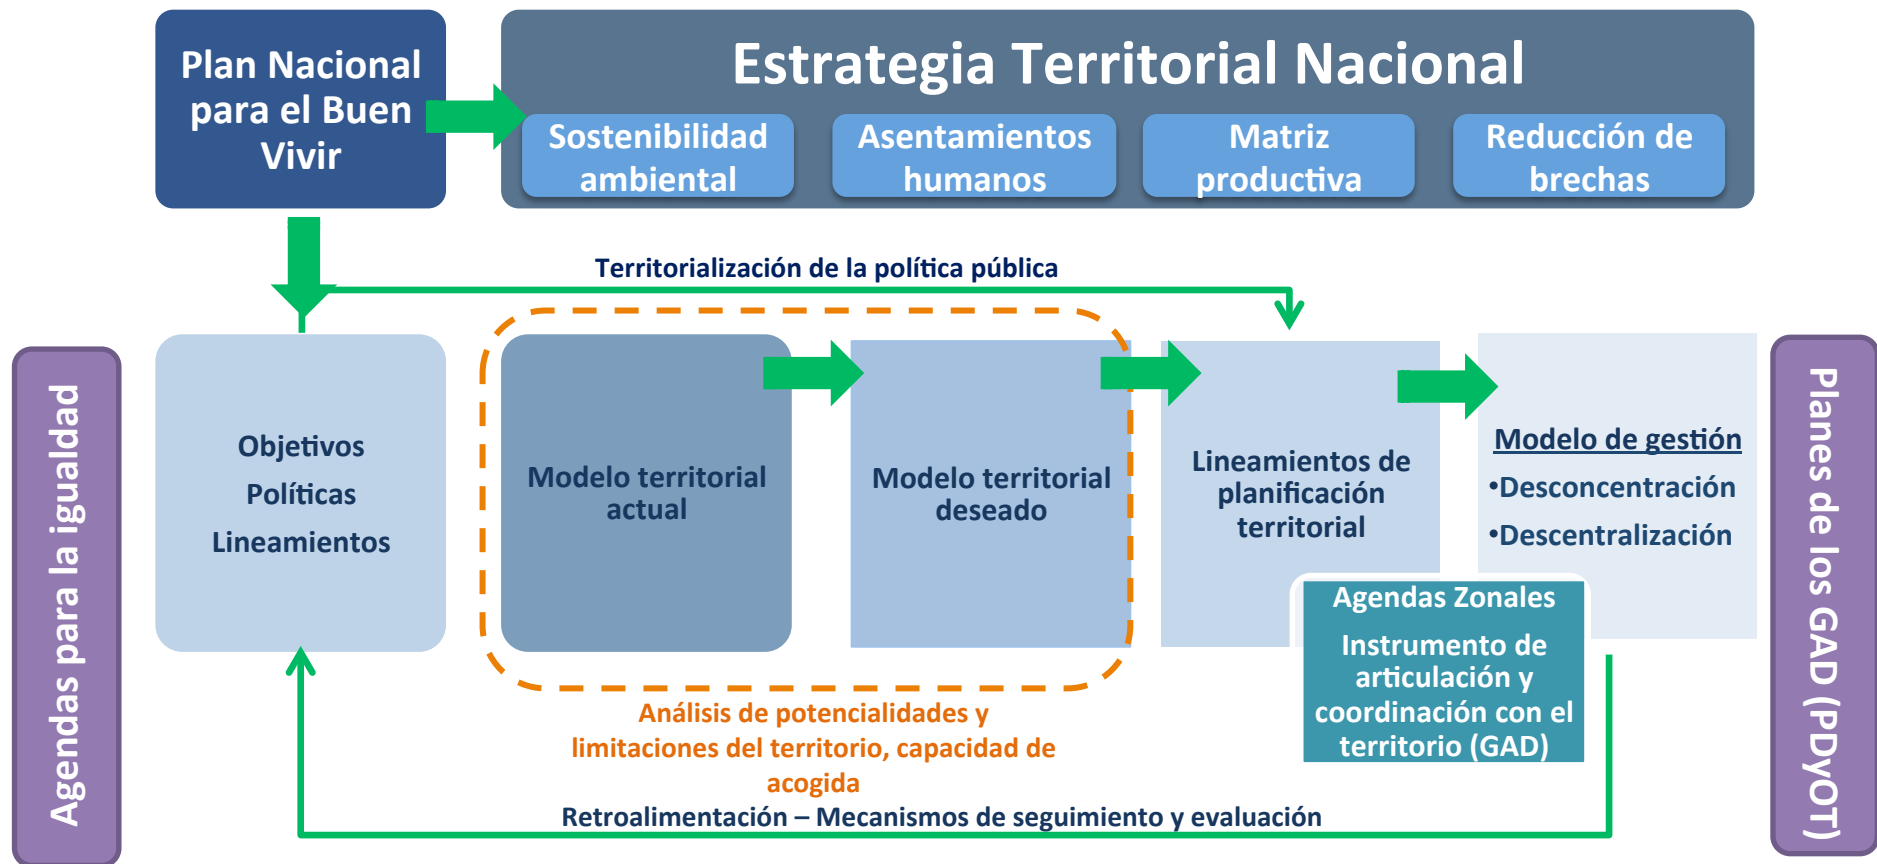 Plan Nacional
para el Buen
Vivir
Estrategia Territorial Nacional
Sostenibilidad
ambiental
Asentamientos
humanos
Matriz
productiva
Reducción de
brechas
Territorialización de la política pública
Agendas para la igualdad
Objetivos
Políticas
Lineamientos
Modelo territorial
actual
Modelo territorial
deseado
Lineamientos de
planificación
territorial
Modelo de gestión
•Desconcentración
•Descentralización
Agendas Zonales
Instrumento de
articulación y
coordinación con el
territorio (GAD)
Planes de los GAD (PDyOT)
Análisis de potencialidades y
limitaciones del territorio, capacidad de
acogida
Retroalimentación – Mecanismos de seguimiento y evaluación